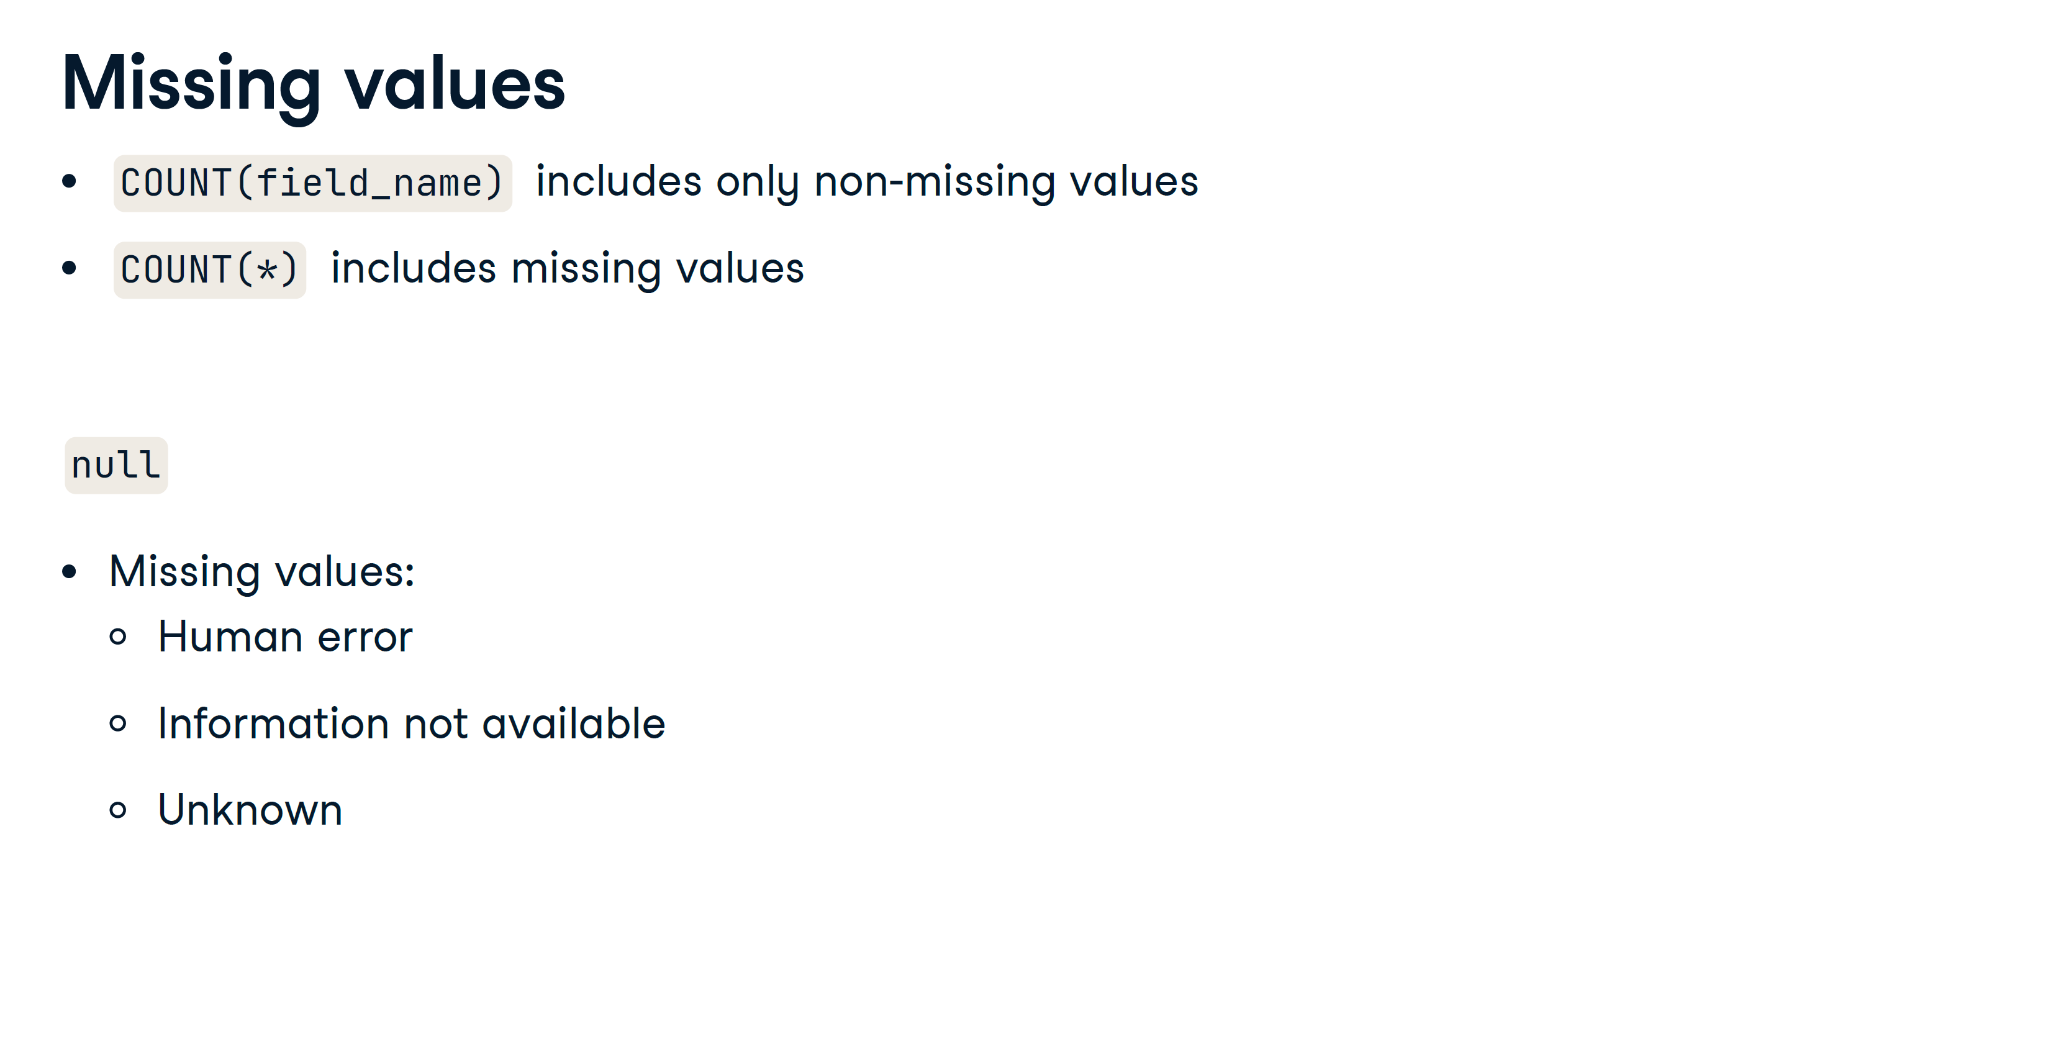 Missing values
• COUNT(field_name) includes only non-missing values
• COUNT(*) includes missing values
null
• Missing values:
◦ Human error
◦ Information not available
◦ Unknown